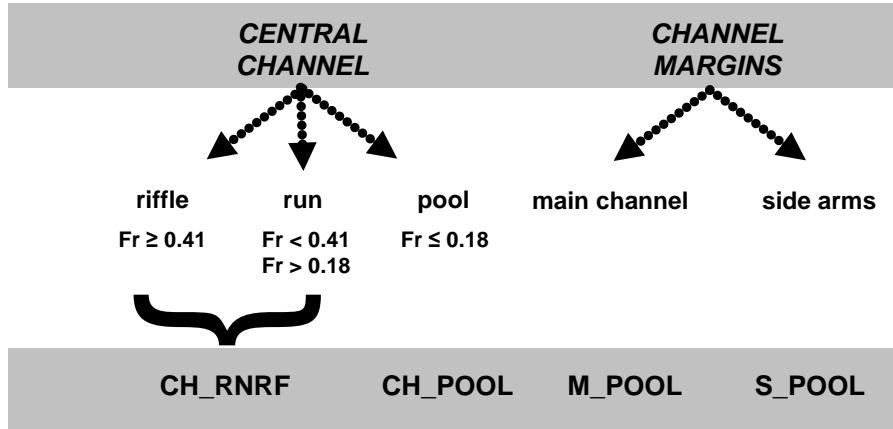 CENTRAL
CHANNEL
CHANNEL
MARGINS
riffle
run
pool
main channel
side arms
Fr ≥ 0.41
Fr < 0.41
Fr > 0.18
Fr ≤ 0.18
CH_RNRF
CH_POOL
M_POOL
S_POOL